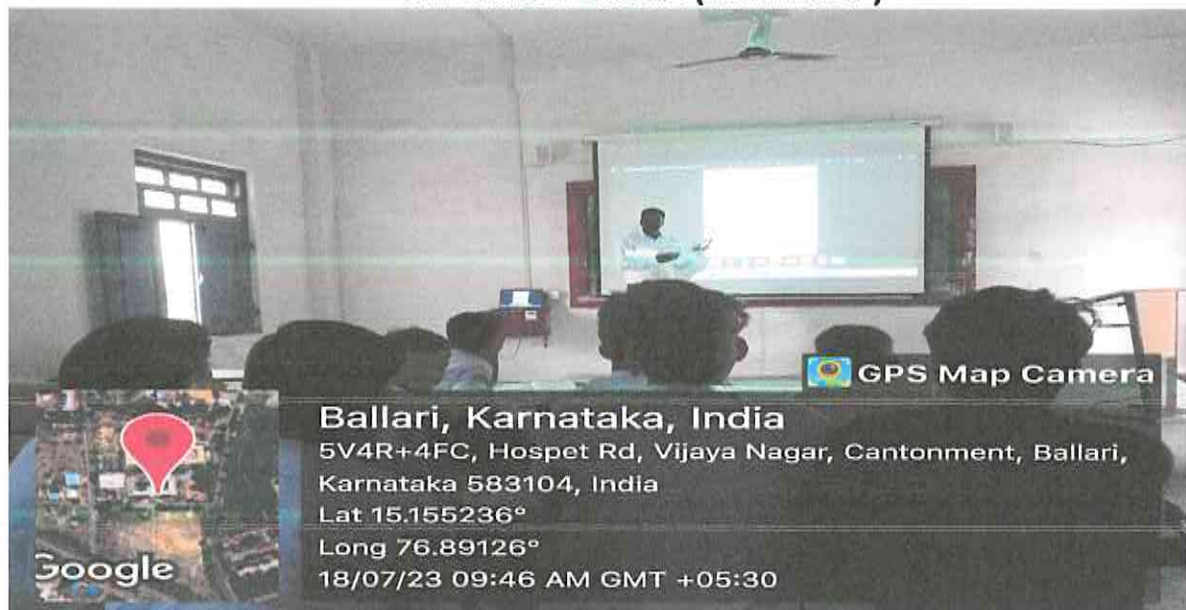 GPS Map Camera
Ballari, Karnataka, India
5V4R+4FC, Hospet Rd, Vijaya Nagar, Cantonment, Ballari,
Karnataka 583104, India
Lat 15.155236°
Long 76.89126°
18/07/23 09:46 AM GMT +05:30
Google